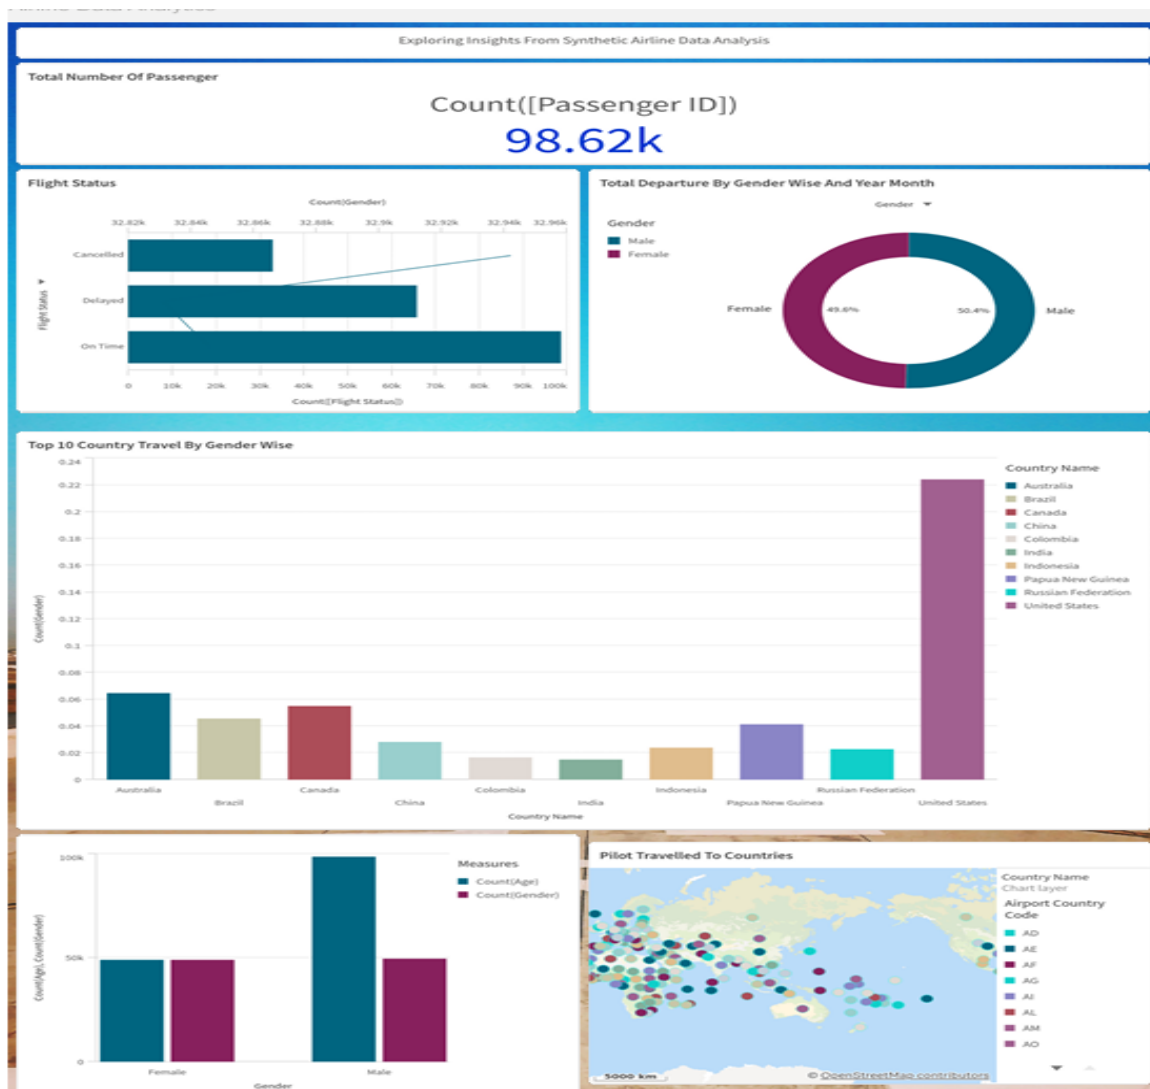 Exploring Insights From Synthetic Airline Data Analysis
Total Number Of Passenger
Count([Passenger ID])
98.62k
Flight Status
Count(Gender)
32.82k 32.84k 32.86k 32.88k 32.9k 32.92k 32.94k 32.96k
Flight Status
Cancelled
Delayed
On Time
0 10k 20k 30k 40k 50k 60k 70k 80k 90k 100k
Count([Flight Status])
Total Departure By Gender Wise And Year Month
Gender
Gender
Male
Female
Female
49.6%
50.4%
Male
Top 10 Country Travel By Gender Wise
Count(Gender)
0.24
0.22
0.2
0.18
0.16
0.14
0.12
0.1
0.08
0.06
0.04
0.02
0
Australia
Brazil
Canada
China
Colombia
India
Indonesia
Papua New Guinea
Russian Federation
United States
Country Name
Country Name
Australia
Brazil
Canada
China
Colombia
India
Indonesia
Papua New Guinea
Russian Federation
United States
Count(Age), Count(Gender)
100k
50k
0
Female
Male
Gender
Measures
Count(Age)
Count(Gender)
Pilot Travelled To Countries
Country Name
Chart layer
Airport Country
Code
AD
AE
AF
AG
AI
AL
AM
AO
5000 km
© OpenStreetMap contributors